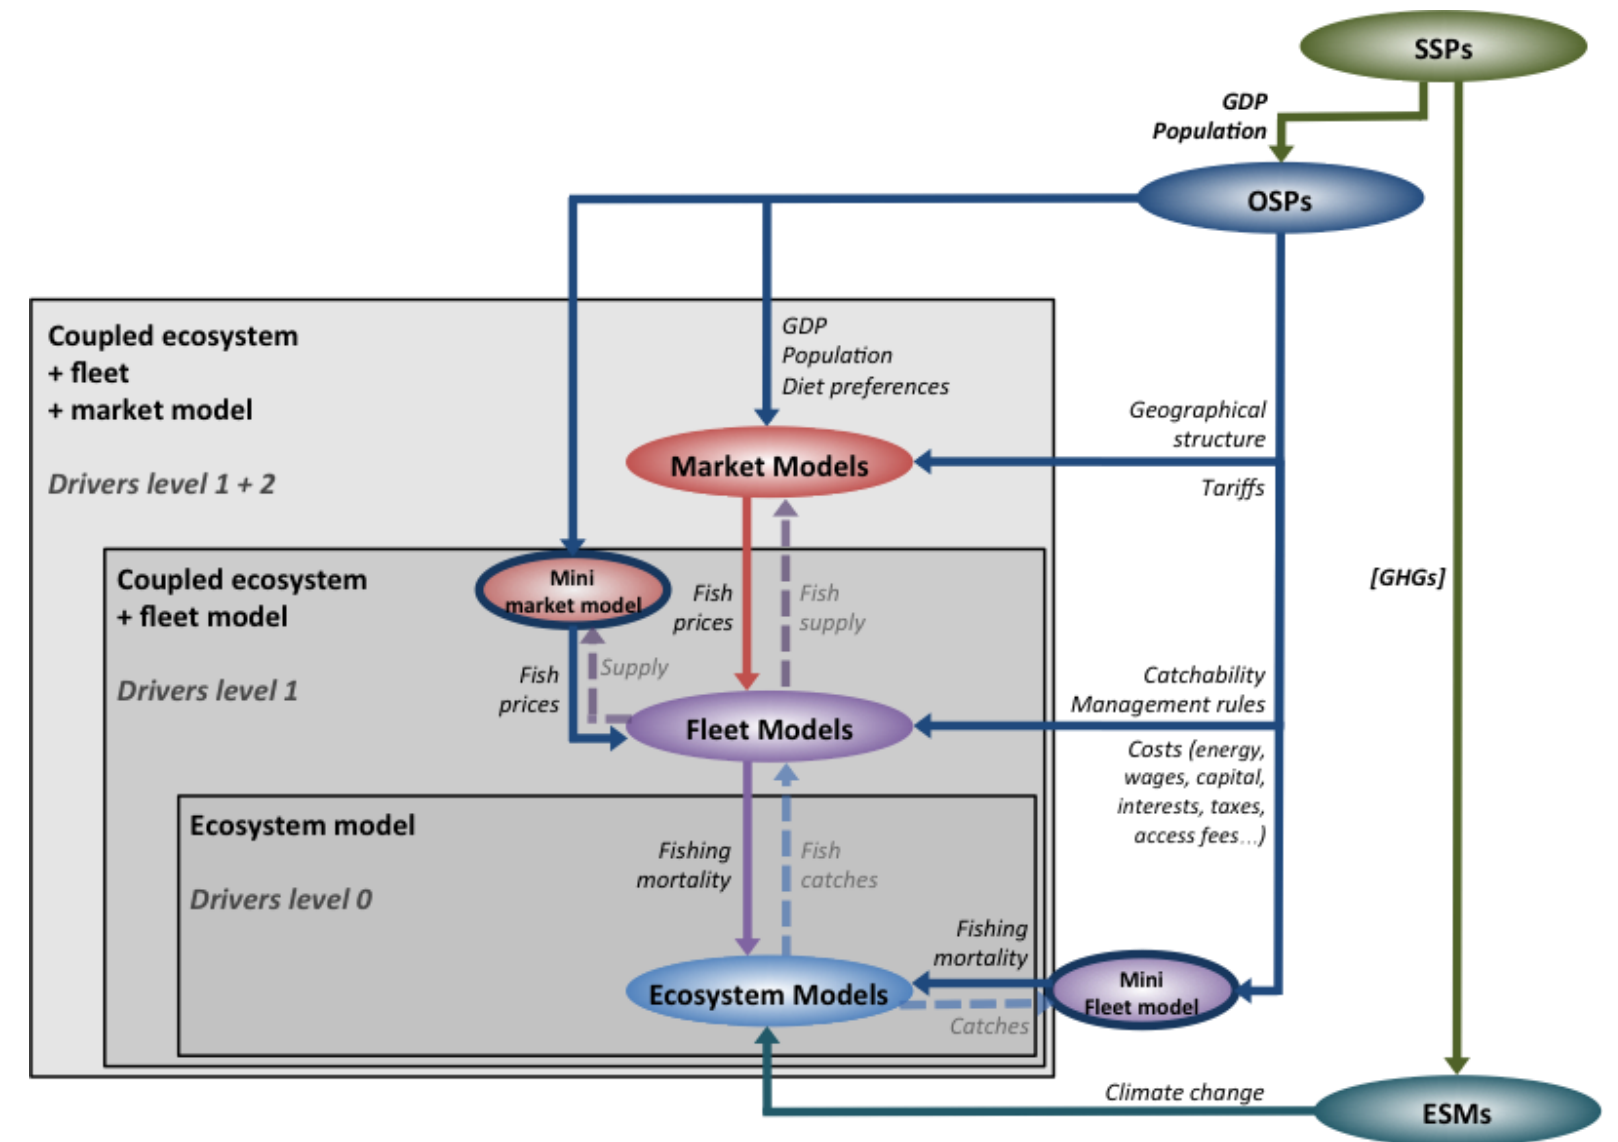 SSPs
GDP
Population
OSPs
Coupled ecosystem
+ fleet
+ market model
Drivers level 1 + 2
GDP
Population
Diet preferences
Geographical
structure
Market Models
Tariffs
Coupled ecosystem
+ fleet model
Drivers level 1
Mini
market model
Fish
prices
Fish
supply
[GHGs]
Supply
Fish
prices
Catchability
Management rules
Fleet Models
Costs (energy,
wages, capital,
interests, taxes,
access fees...)
Ecosystem model
Drivers level 0
Fishing
mortality
Fish
catches
Fishing
mortality
Ecosystem Models
Mini
Fleet model
Catches
Climate change
ESMs